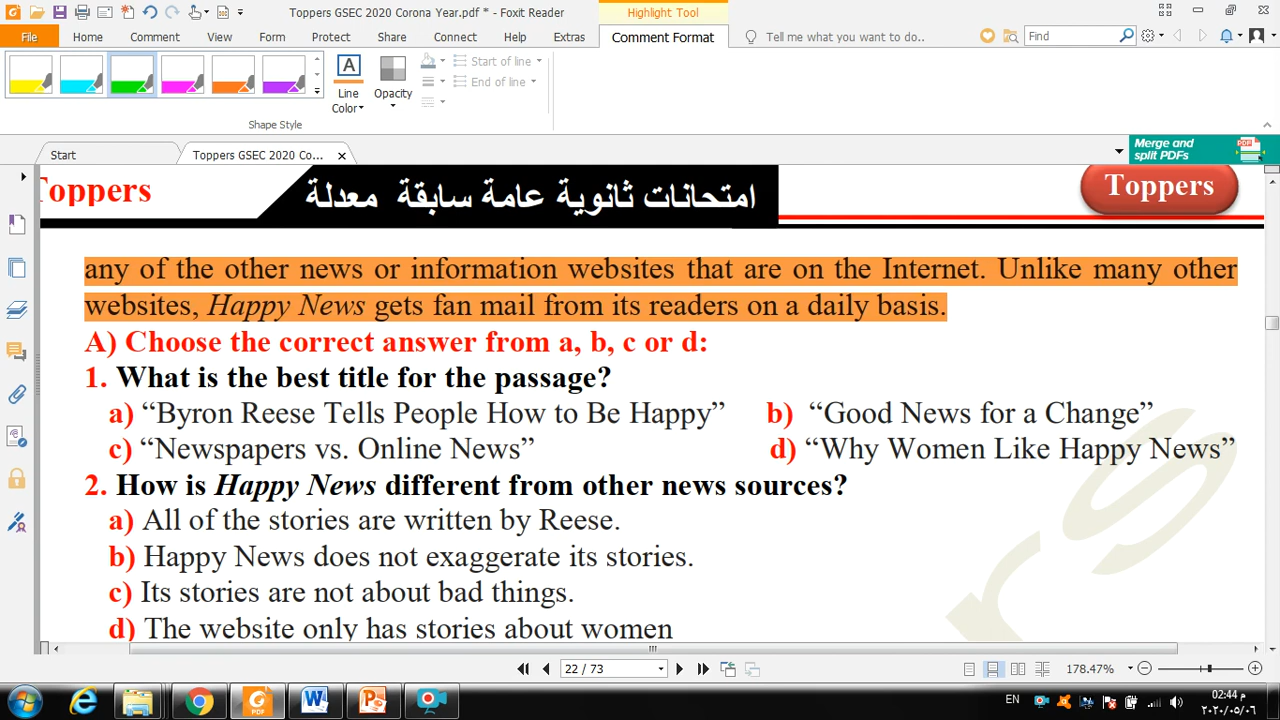 Toppers GSEC 2020 Corona Year.pdf * - Foxit Reader
Highlight Tool
File Home Comment View Form Protect Share Connect Help Extras Comment Format Tell me what you want to do.. Find
Start of line
End of line
Line Color
Opacity
Shape Style
Start
Toppers GSEC 2020 Co...
Merge and split PDFs
Toppers
امتحانات ثانوية عامة سابقة معدلة
Toppers
any of the other news or information websites that are on the Internet. Unlike many other
websites, Happy News gets fan mail from its readers on a daily basis.
A) Choose the correct answer from a, b, c or d:
1. What is the best title for the passage?
a) “Byron Reese Tells People How to Be Happy” b) “Good News for a Change”
c) “Newspapers vs. Online News” d) “Why Women Like Happy News”
2. How is Happy News different from other news sources?
a) All of the stories are written by Reese.
b) Happy News does not exaggerate its stories.
c) Its stories are not about bad things.
d) The website only has stories about women
22 / 73
178.47%
EN
02:44 م
٢٠٢٠/٠٥/٠٦